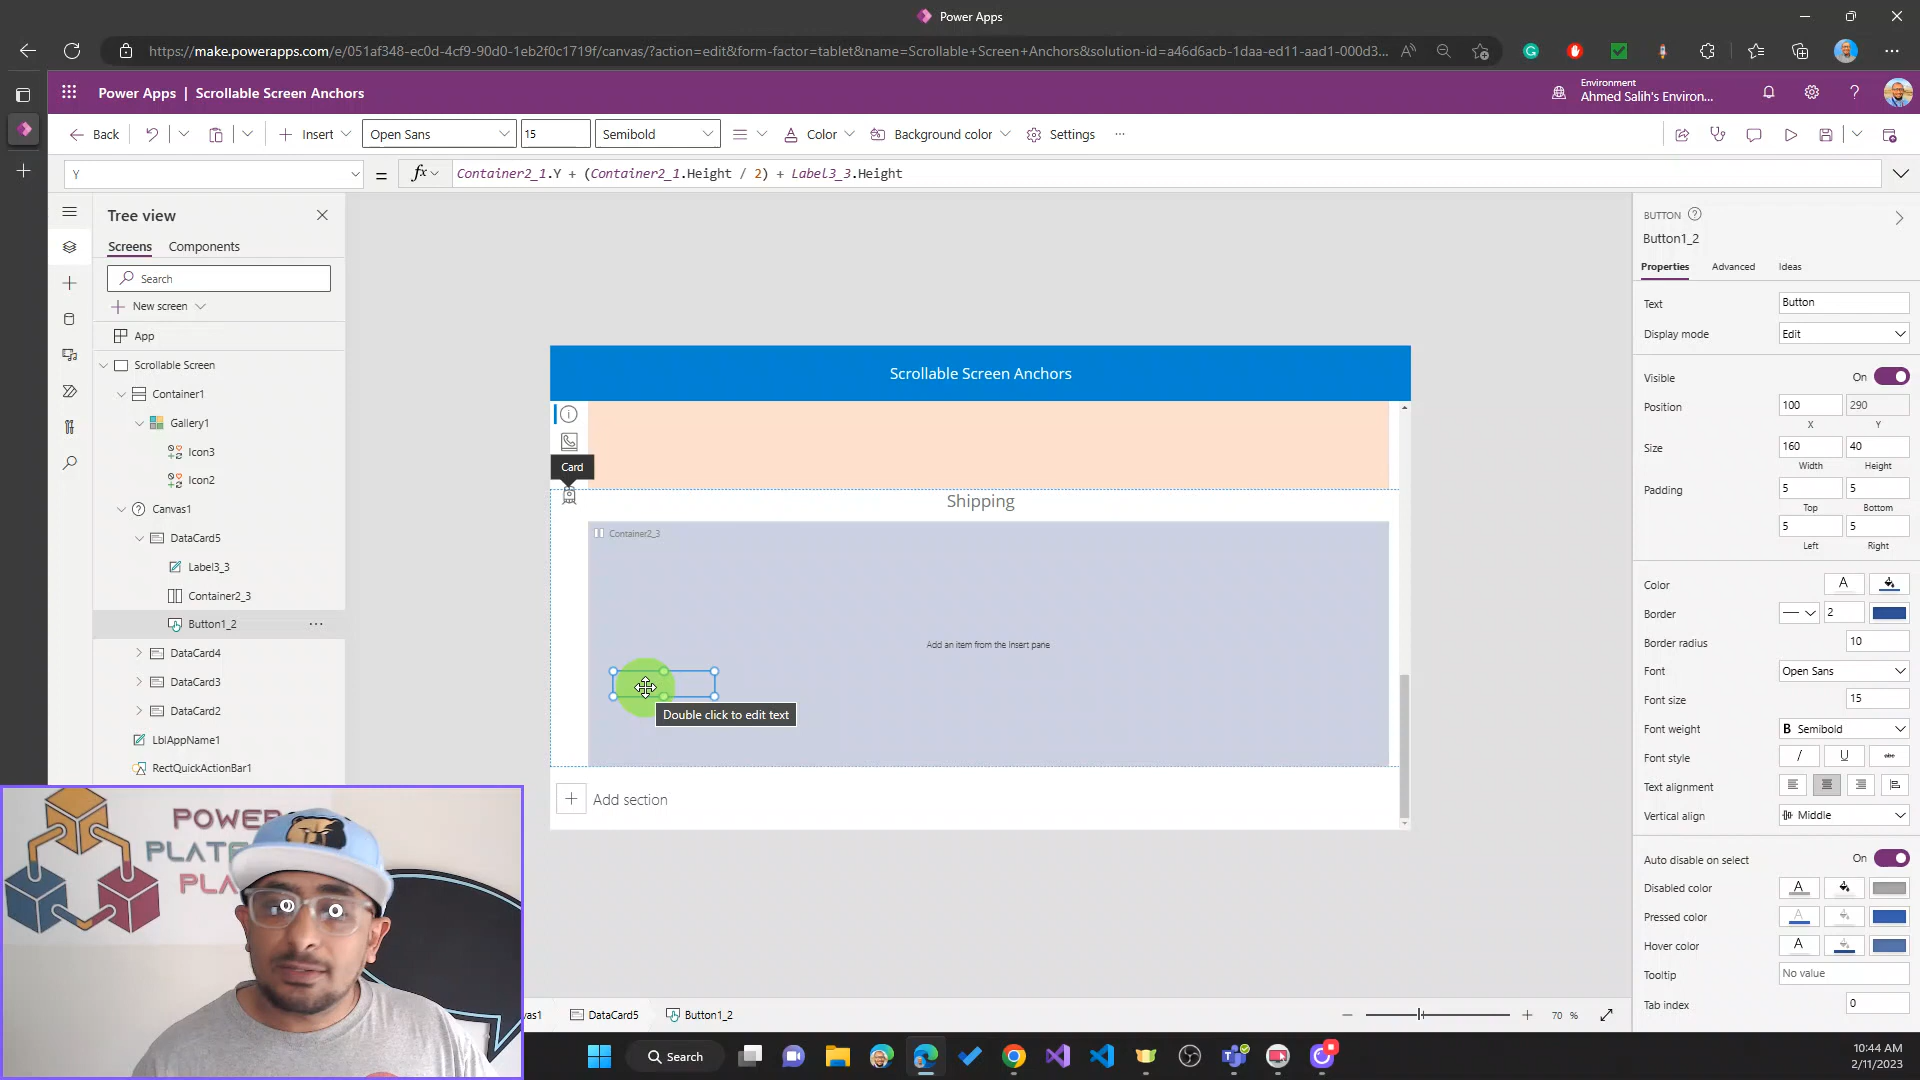 Power Apps
https://make.powerapps.com/e/051af348-ec0d-4cf9-90d0-1eb2f0c1719f/canvas/?action=edit&form-factor=tablet&name=Scrollable+Screen+Anchors&solution-id=a46d6acb-1daa-ed11-aad1-000d3...
Power Apps | Scrollable Screen Anchors
Environment
Ahmed Salih's Environ...
Back
Insert
Open Sans
15
Semibold
Color
Background color
Settings
Y
=
fx
Container2_1.Y + (Container2_1.Height / 2) + Label3_3.Height
Tree view
Screens
Components
Search
New screen
App
Scrollable Screen
Container1
Gallery1
Icon3
Icon2
Canvas1
DataCard5
Label3_3
Container2_3
Button1_2
DataCard4
DataCard3
DataCard2
LblAppName1
RectQuickActionBar1
Scrollable Screen Anchors
Card
Shipping
Container2_3
Add an item from the Insert pane
Double click to edit text
Add section
BUTTON
Button1_2
Properties
Advanced
Ideas
Text
Button
Display mode
Edit
Visible
On
Position
100
290
X
Y
Size
160
40
Width
Height
Padding
5
5
Top
Bottom
5
5
Left
Right
Color
Border
2
Border radius
10
Font
Open Sans
Font size
15
Font weight
B Semibold
Font style
Text alignment
Vertical align
Middle
Auto disable on select
On
Disabled color
Pressed color
Hover color
Tooltip
No value
Tab index
0
DataCard5
Button1_2
70 %
Search
10:44 AM
2/11/2023